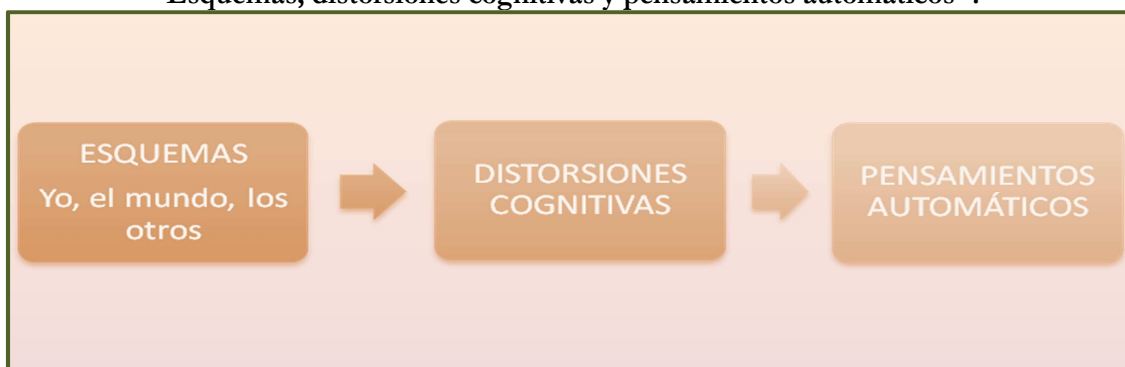 Esquemas, distorsiones cognitivas y pensamientos automáticos
ESQUEMAS
Yo, el mundo, los
otros
DISTORSIONES
COGNITIVAS
PENSAMIENTOS
AUTOMÁTICOS